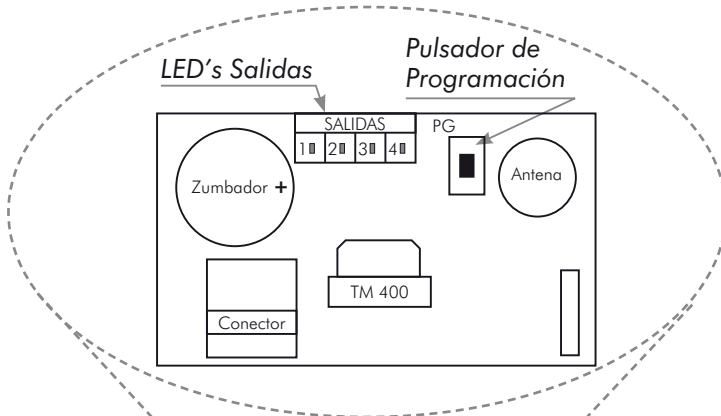 Pulsador de
Programación
LED's Salidas
SALIDAS
PG
1 2 3 4
Zumbador +
Antena
TM 400
Conector